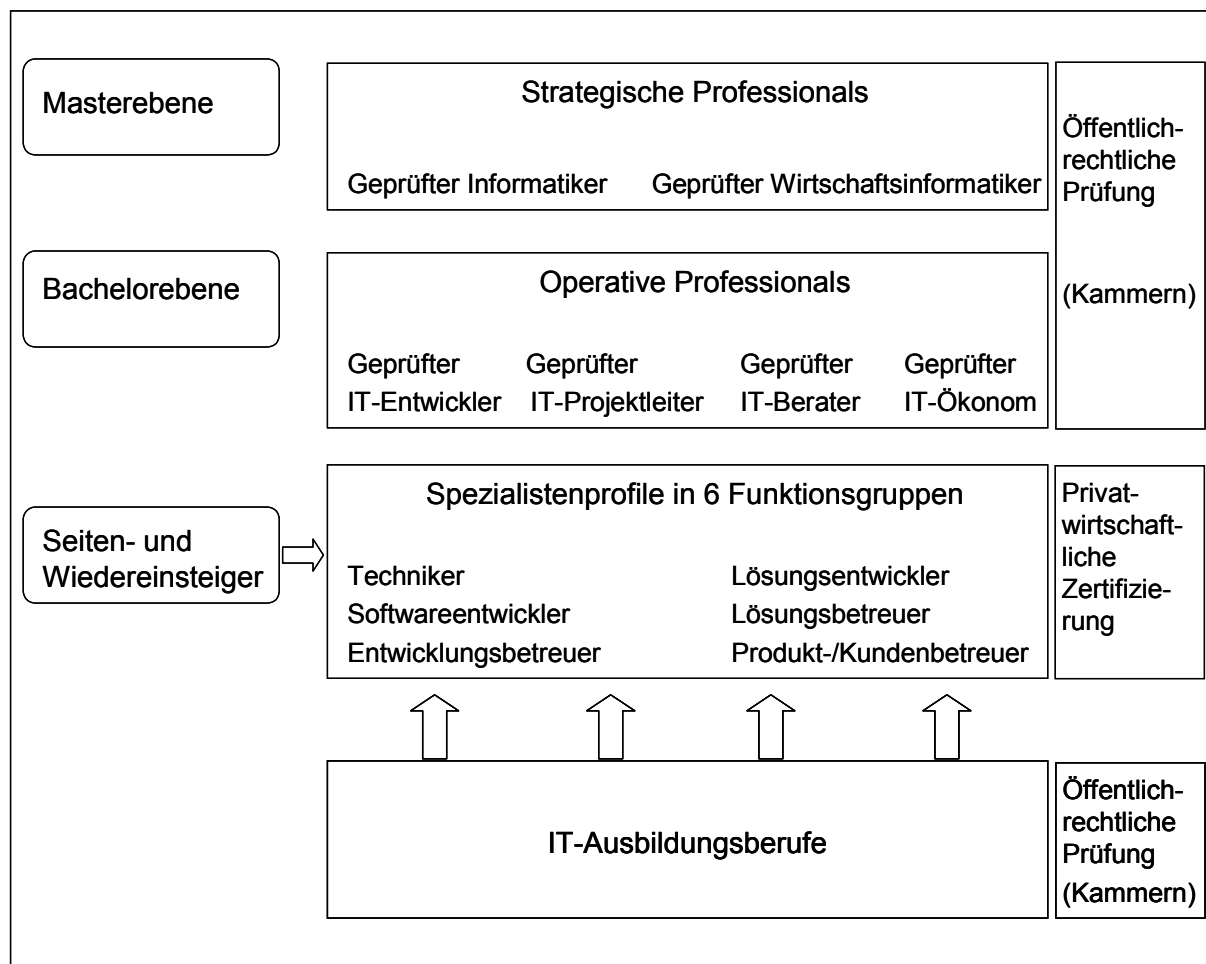 Masterebene
Strategische Professionals
Geprüfter Informatiker Geprüfter Wirtschaftsinformatiker
Öffentlich-
rechtliche
Prüfung
(Kammern)
Bachelorebene
Operative Professionals
Geprüfter Geprüfter Geprüfter Geprüfter
IT-Entwickler IT-Projektleiter IT-Berater IT-Ökonom
Seiten- und
Wiedereinsteiger
Spezialistenprofile in 6 Funktionsgruppen
Techniker Lösungsentwickler
Softwareentwickler Lösungsbetreuer
Entwicklungsbetreuer Produkt-/Kundenbetreuer
Privat-
wirtschaft-
liche
Zertifizie-
rung
IT-Ausbildungsberufe
Öffentlich-
rechtliche
Prüfung
(Kammern)